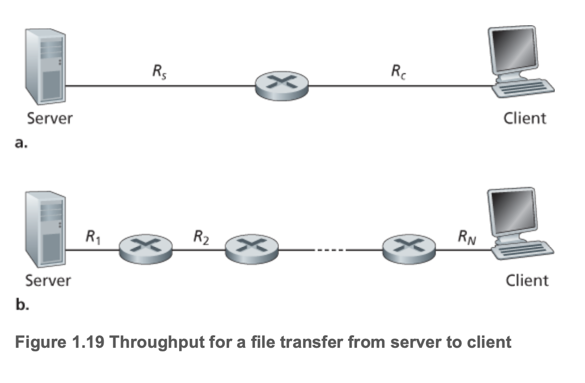 R_s R_c
Server Client
a.
R_1 R_2 R_N
Server Client
b.
Figure 1.19 Throughput for a file transfer from server to client